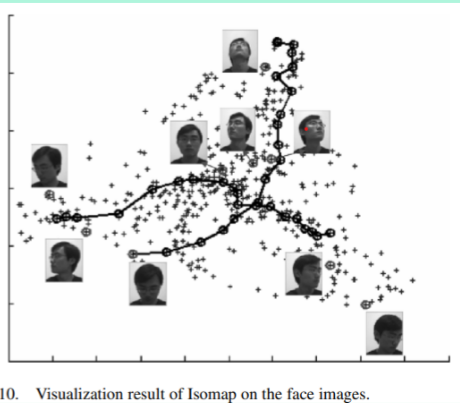 10. Visualization result of Isomap on the face images.